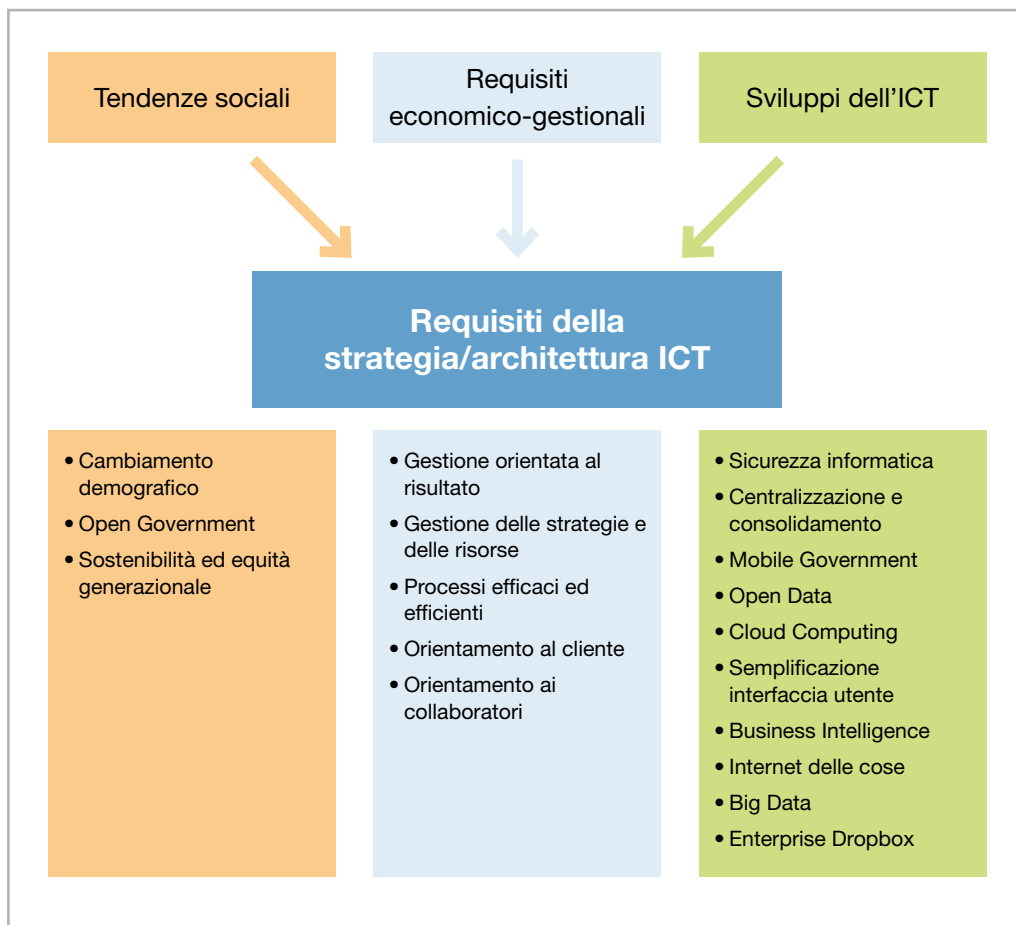 Tendenze sociali
Requisiti
economico-gestionali
Sviluppi dell’ICT
Requisiti della
strategia/architettura ICT
• Cambiamento
demografico
• Open Government
• Sostenibilità ed equità
generazionale
• Gestione orientata al
risultato
• Gestione delle strategie e
delle risorse
• Processi efficaci ed
efficienti
• Orientamento al cliente
• Orientamento ai
collaboratori
• Sicurezza informatica
• Centralizzazione e
consolidamento
• Mobile Government
• Open Data
• Cloud Computing
• Semplificazione
interfaccia utente
• Business Intelligence
• Internet delle cose
• Big Data
• Enterprise Dropbox